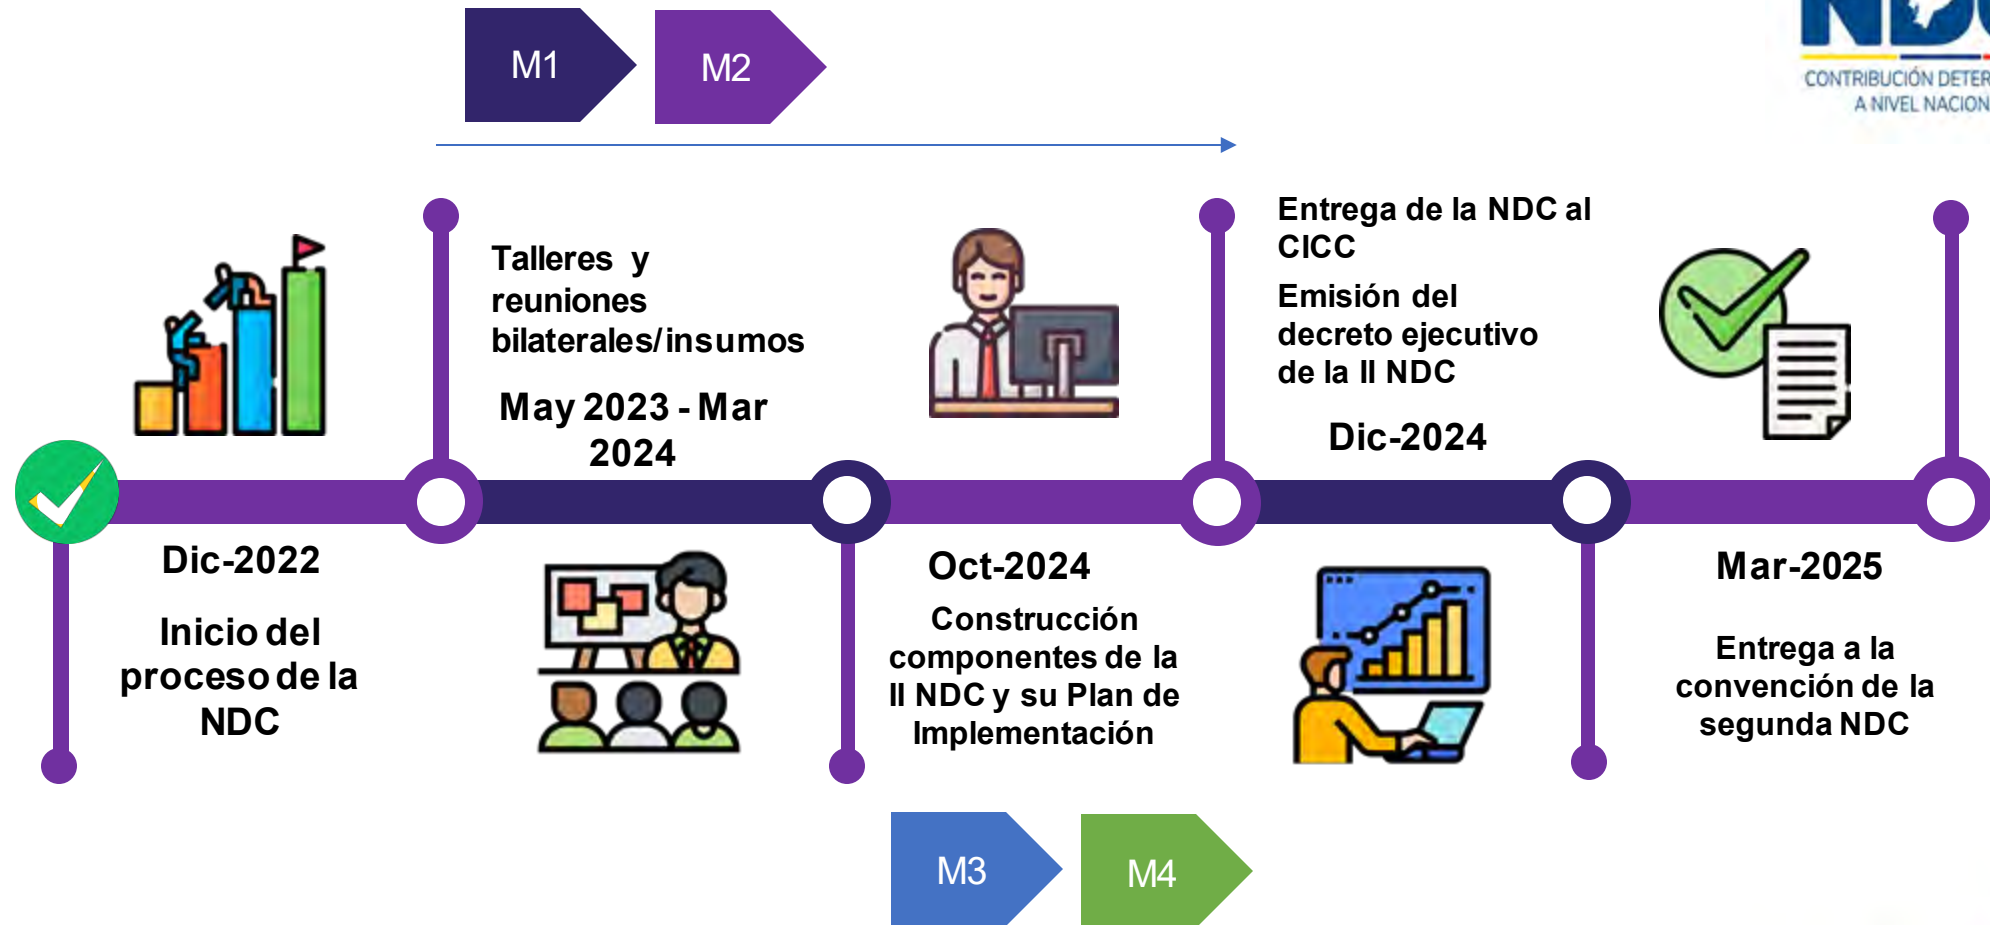 M1
M2
CONTRIBUCIÓN
A NIVEL
Talleres y
reuniones
bilaterales/insumos
May 2023 - Mar
2024
Entrega de la NDC al
CICC
Emisión del
decreto ejecutivo
de la II NDC
Dic-2024
Dic-2022
Inicio del
proceso de la
NDC
Oct-2024
Construcción
componentes de la
II NDC y su Plan de
Implementación
Mar-2025
Entrega a la
convención de la
segunda NDC
M3
M4